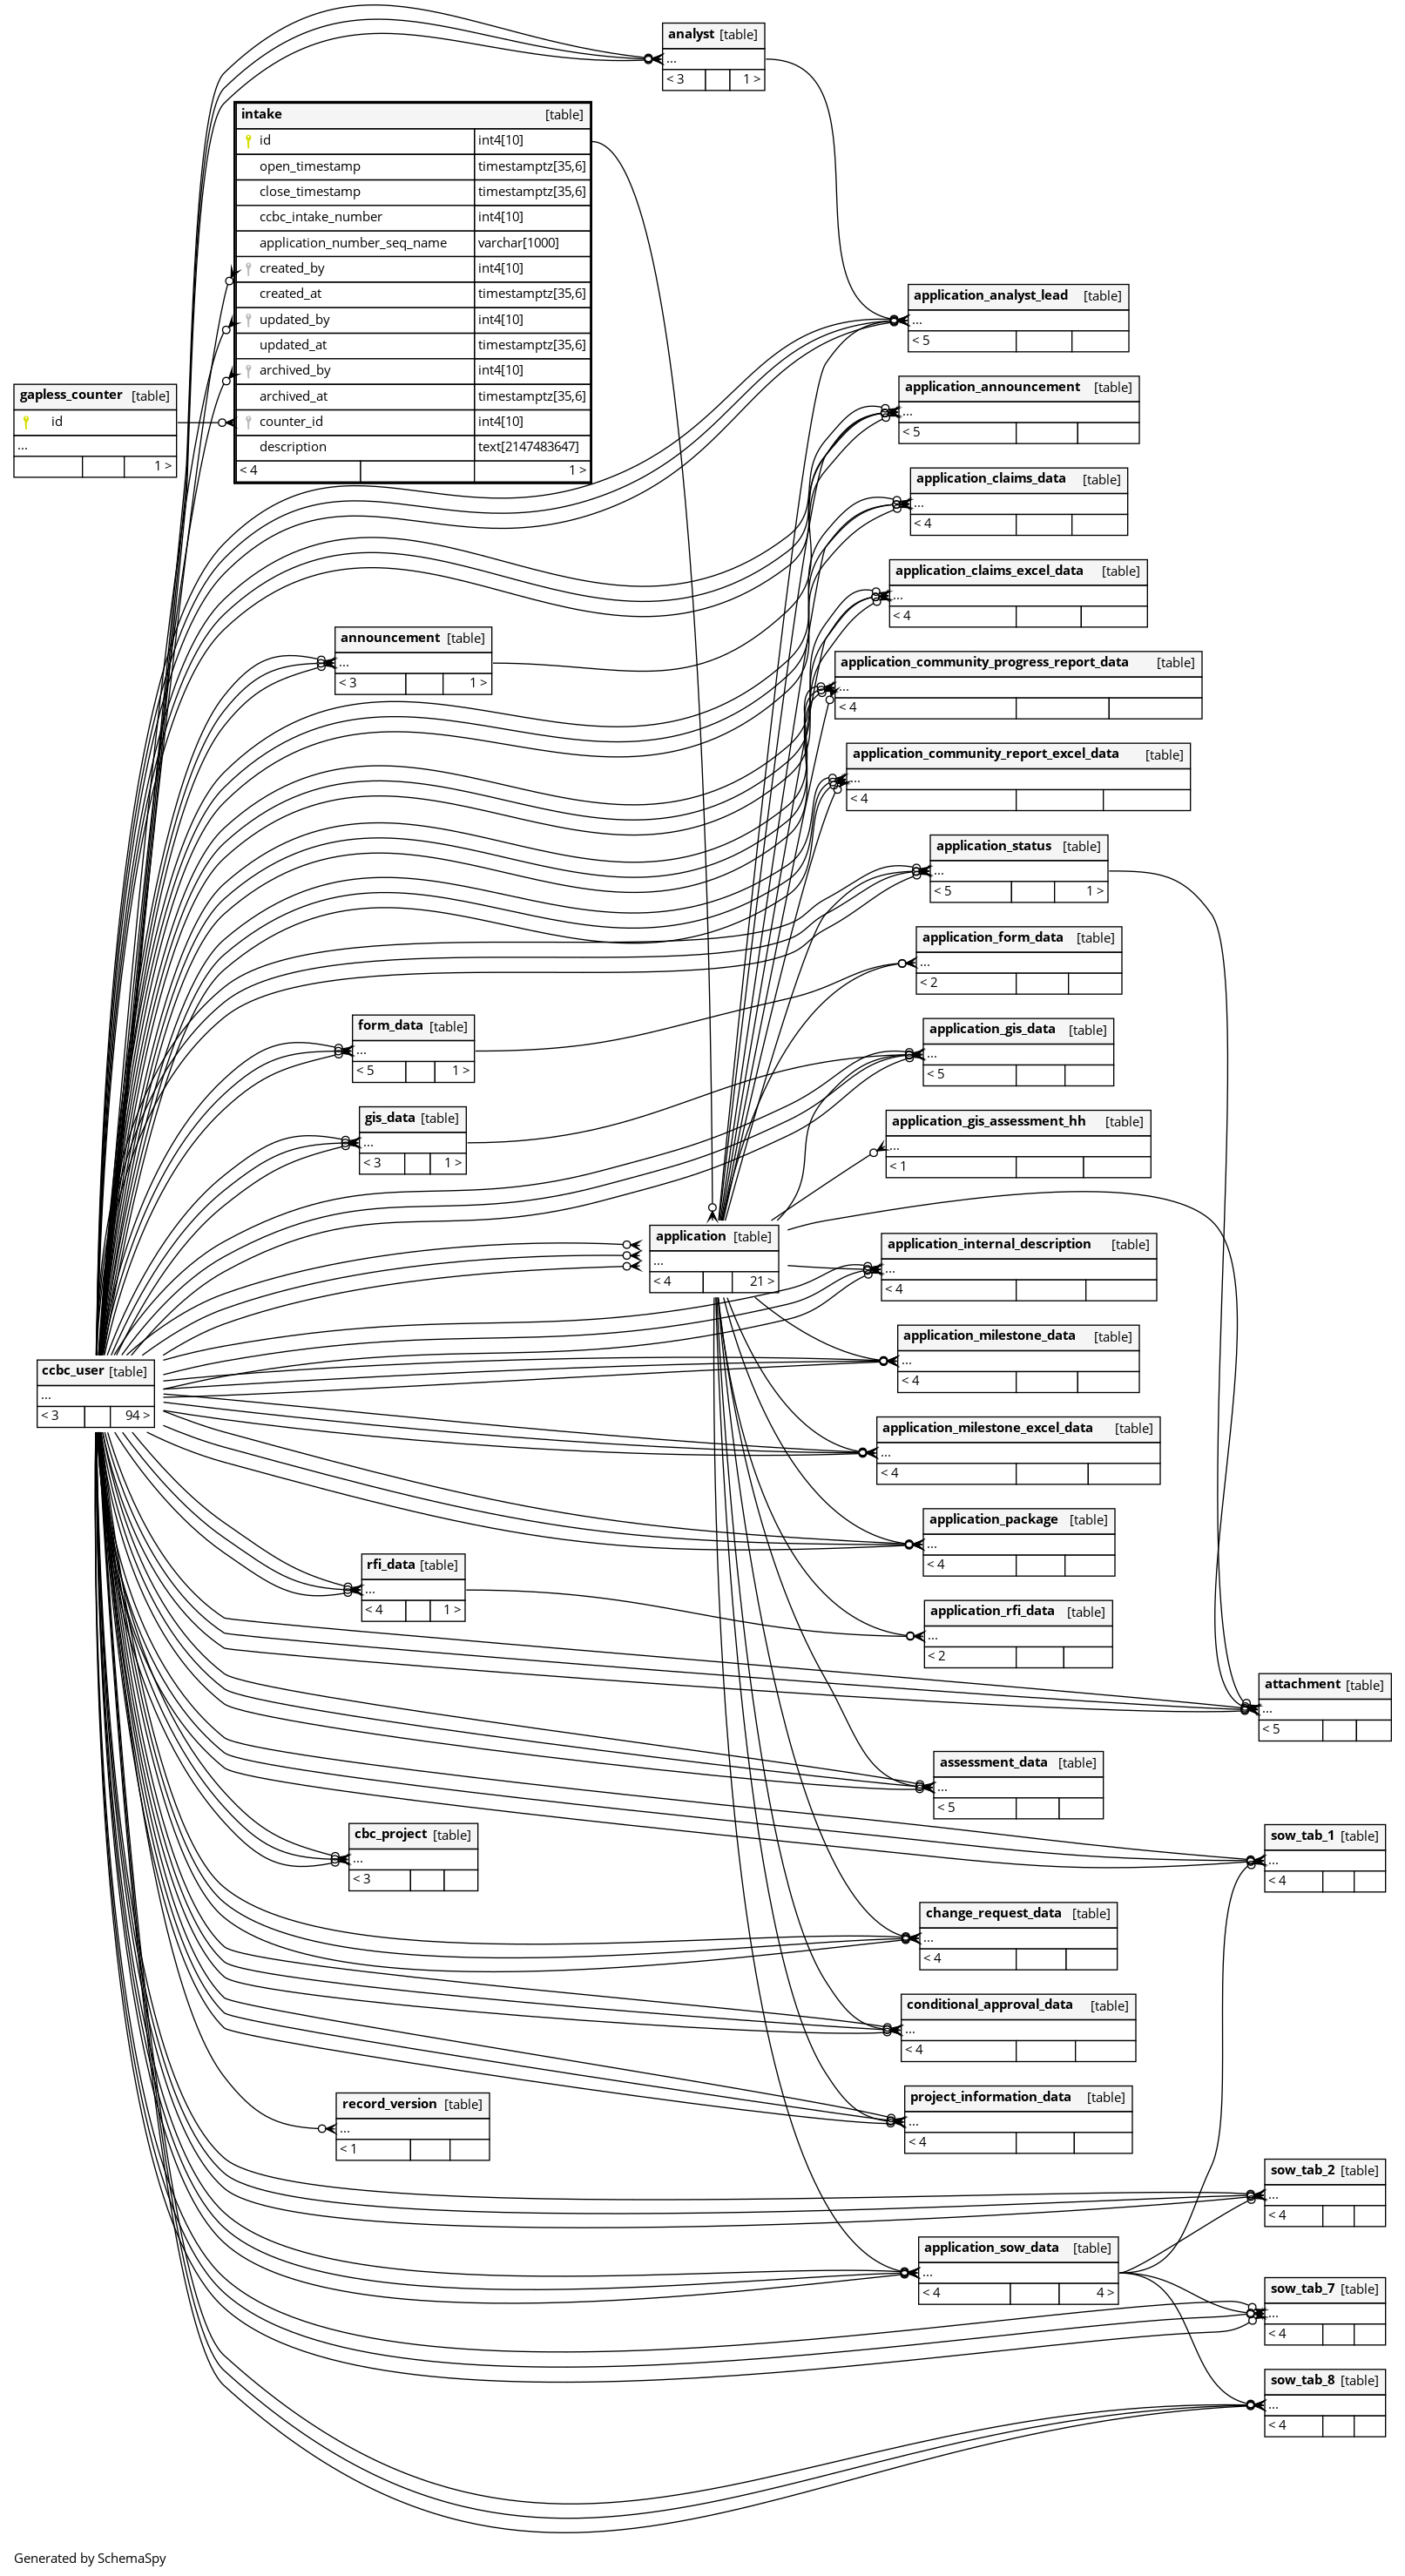 analyst [table]
...
< 3 1 >
intake [table]
id int4[10]
open_timestamp timestamptz[35,6]
close_timestamp timestamptz[35,6]
ccbc_intake_number int4[10]
application_number_seq_name varchar[1000]
created_by int4[10]
created_at timestamptz[35,6]
updated_by int4[10]
updated_at timestamptz[35,6]
archived_by int4[10]
archived_at timestamptz[35,6]
counter_id int4[10]
description text[2147483647]
< 4 1 >
gapless_counter [table]
id
...
1 >
application_analyst_lead [table]
...
< 5
application_announcement [table]
...
< 5
application_claims_data [table]
...
< 4
application_claims_excel_data [table]
...
< 4
announcement [table]
...
< 3 1 >
application_community_progress_report_data [table]
...
< 4
application_community_report_excel_data [table]
...
< 4
application_status [table]
...
< 5 1 >
application_form_data [table]
...
< 2
form_data [table]
...
< 5 1 >
application_gis_data [table]
...
< 5
gis_data [table]
...
< 3 1 >
application_gis_assessment_hh [table]
...
< 1
application [table]
...
< 4 21 >
application_internal_description [table]
...
< 4
application_milestone_data [table]
...
< 4
ccbc_user [table]
...
< 3 94 >
application_milestone_excel_data [table]
...
< 4
application_package [table]
...
< 4
rfi_data [table]
...
< 4 1 >
application_rfi_data [table]
...
< 2
attachment [table]
...
< 5
assessment_data [table]
...
< 5
cbc_project [table]
...
< 3
sow_tab_1 [table]
...
< 4
change_request_data [table]
...
< 4
conditional_approval_data [table]
...
< 4
project_information_data [table]
...
< 4
record_version [table]
...
< 1
sow_tab_2 [table]
...
< 4
application_sow_data [table]
...
< 4 4 >
sow_tab_7 [table]
...
< 4
sow_tab_8 [table]
...
< 4
Generated by SchemaSpy